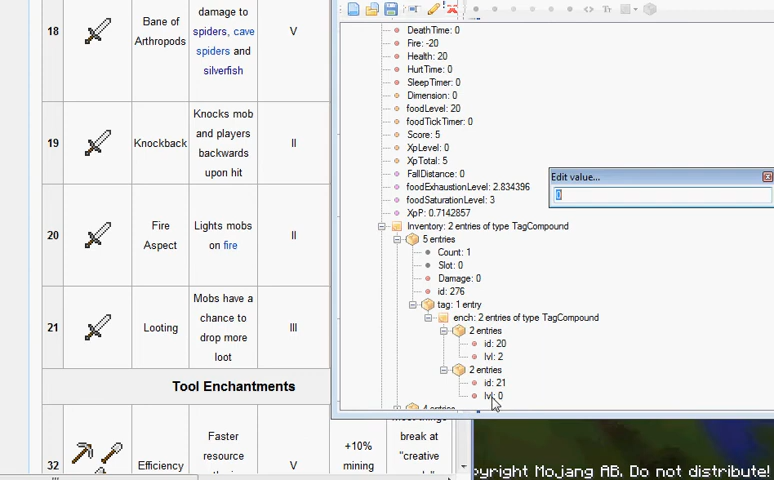 18
Bane of
Arthropods
damage to
spiders, cave
spiders and
silverfish
V
19
Knockback
Knocks mob
and players
backwards
upon hit
II
20
Fire
Aspect
Lights mobs
on fire
II
21
Looting
Mobs have a
chance to
drop more
loot
III
Tool Enchantments
32
Efficiency
Faster
resource
V
+10%
mining
break at
"creative
DeathTime: 0
Fire: -20
Health: 20
HurtTime: 0
SleepTimer: 0
Dimension: 0
foodLevel: 20
foodTickTimer: 0
Score: 5
XpLevel: 0
XpTotal: 5
FallDistance: 0
foodExhaustionLevel: 2.834396
foodSaturationLevel: 3
XpP: 0.7142857
Inventory: 2 entries of type TagCompound
5 entries
Count: 1
Slot: 0
Damage: 0
id: 276
tag: 1 entry
ench: 2 entries of type TagCompound
2 entries
id: 20
lvl: 2
2 entries
id: 21
lvl: 0
4 entries
Edit value...
0
pyright Mojang AB. Do not distribute!